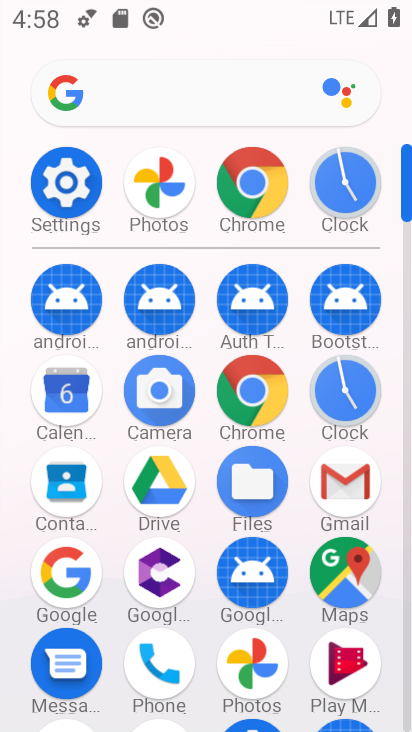 4:58 LTE
Settings Photos Chrome Clock
androi... androi... Auth T... Bootst...
6
Calen... Camera Chrome Clock
Conta... Drive Files Gmail
Google Googl... Googl... Maps
Messa... Phone Photos Play M...